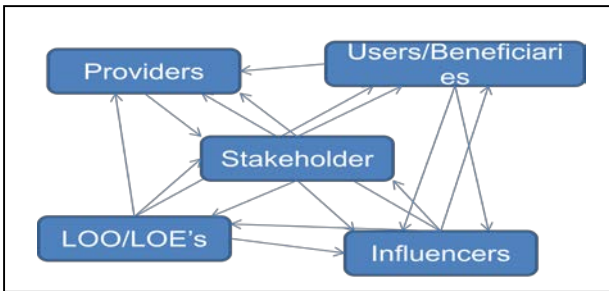 Providers
Users/Beneficiari
es
Stakeholder
LOO/LOE's
Influencers